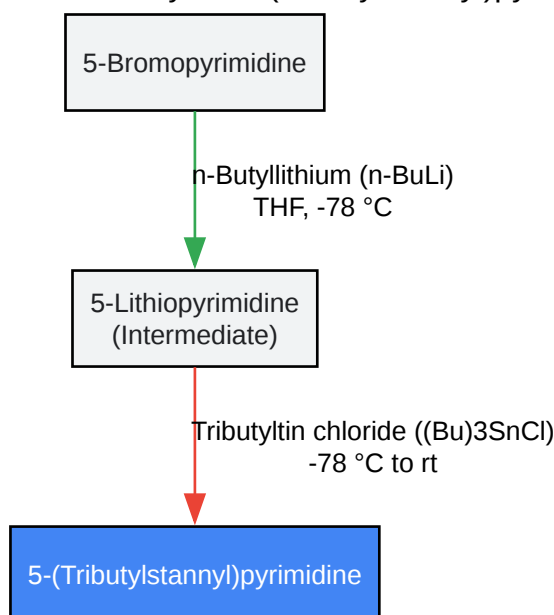 5-Bromopyrimidine
n-Butyllithium (n-BuLi)
THF, -78 °C
5-Lithiopyrimidine
(Intermediate)
Tributyltin chloride ((Bu)3SnCl)
-78 °C to rt
5-(Tributylstannyl)pyrimidine